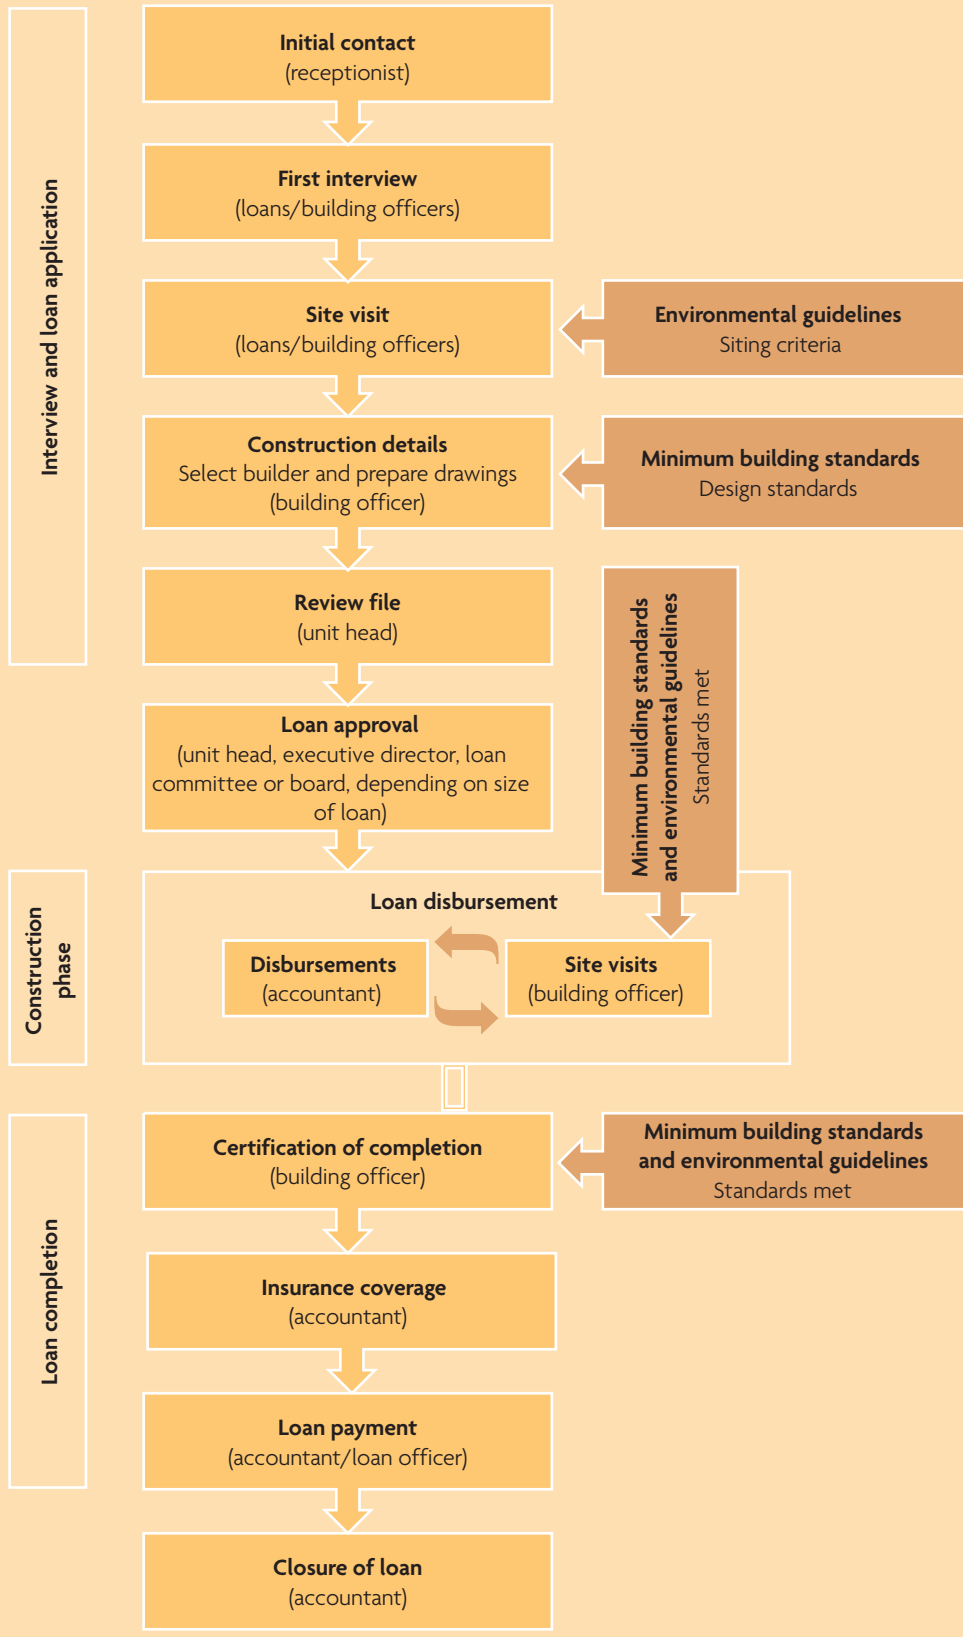 Interview and loan application
Initial contact
(receptionist)
First interview
(loans/building officers)
Site visit
(loans/building officers)
Environmental guidelines
Siting criteria
Construction details
Select builder and prepare drawings
(building officer)
Minimum building standards
Design standards
Review file
(unit head)
Minimum building standards
and environmental guidelines
Standards met
Loan approval
(unit head, executive director, loan
committee or board, depending on size
of loan)
Construction
phase
Loan disbursement
Disbursements
(accountant)
Site visits
(building officer)
Loan completion
Certification of completion
(building officer)
Minimum building standards
and environmental guidelines
Standards met
Insurance coverage
(accountant)
Loan payment
(accountant/loan officer)
Closure of loan
(accountant)